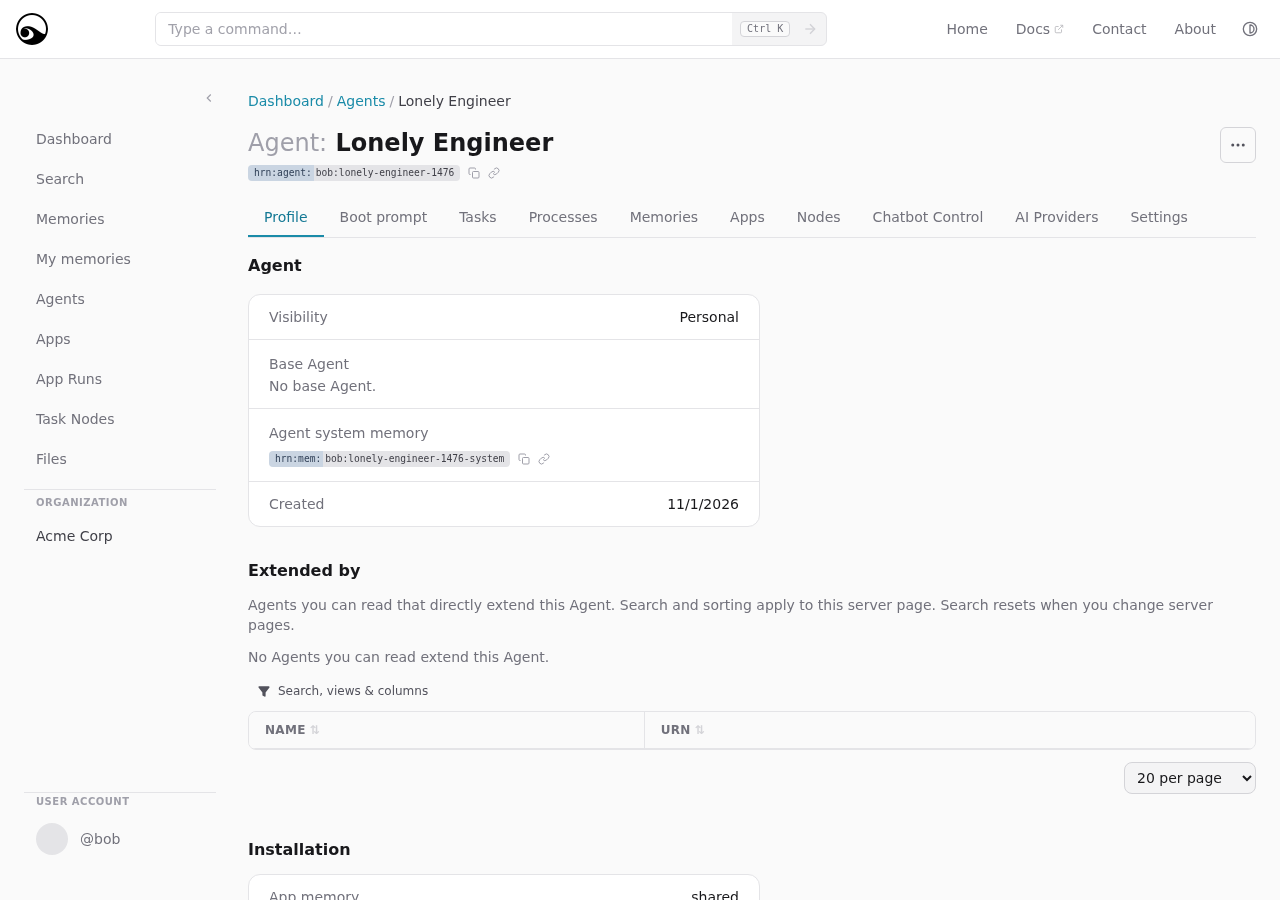 Type a command...
Ctrl K
Home
Docs
Contact
About
Dashboard / Agents / Lonely Engineer
Agent: Lonely Engineer
hrn:agent: bob:lonely-engineer-1476
Dashboard
Search
Memories
My memories
Agents
Apps
App Runs
Task Nodes
Files
ORGANIZATION
Acme Corp
USER ACCOUNT
@bob
Profile
Boot prompt
Tasks
Processes
Memories
Apps
Nodes
Chatbot Control
AI Providers
Settings
Agent
Visibility
Personal
Base Agent
No base Agent.
Agent system memory
hrn:mem: bob:lonely-engineer-1476-system
Created
11/1/2026
Extended by
Agents you can read that directly extend this Agent. Search and sorting apply to this server page. Search resets when you change server
pages.
No Agents you can read extend this Agent.
Search, views & columns
NAME
URN
20 per page
Installation
App memory
shared